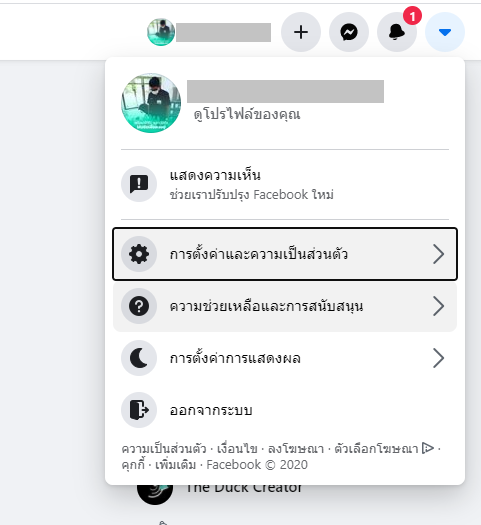 1
ดูโปรไฟล์ของคุณ
แสดงความเห็น
ช่วยเราปรับปรุง Facebook ใหม่
การตั้งค่าและความเป็นส่วนตัว
ความช่วยเหลือและการสนับสนุน
การตั้งค่าการแสดงผล
ออกจากระบบ
ความเป็นส่วนตัว · เงื่อนไข · ลงโฆษณา · ตัวเลือกโฆษณา ·
คุกกี้ · เพิ่มเติม · Facebook © 2020
The Duck Creator